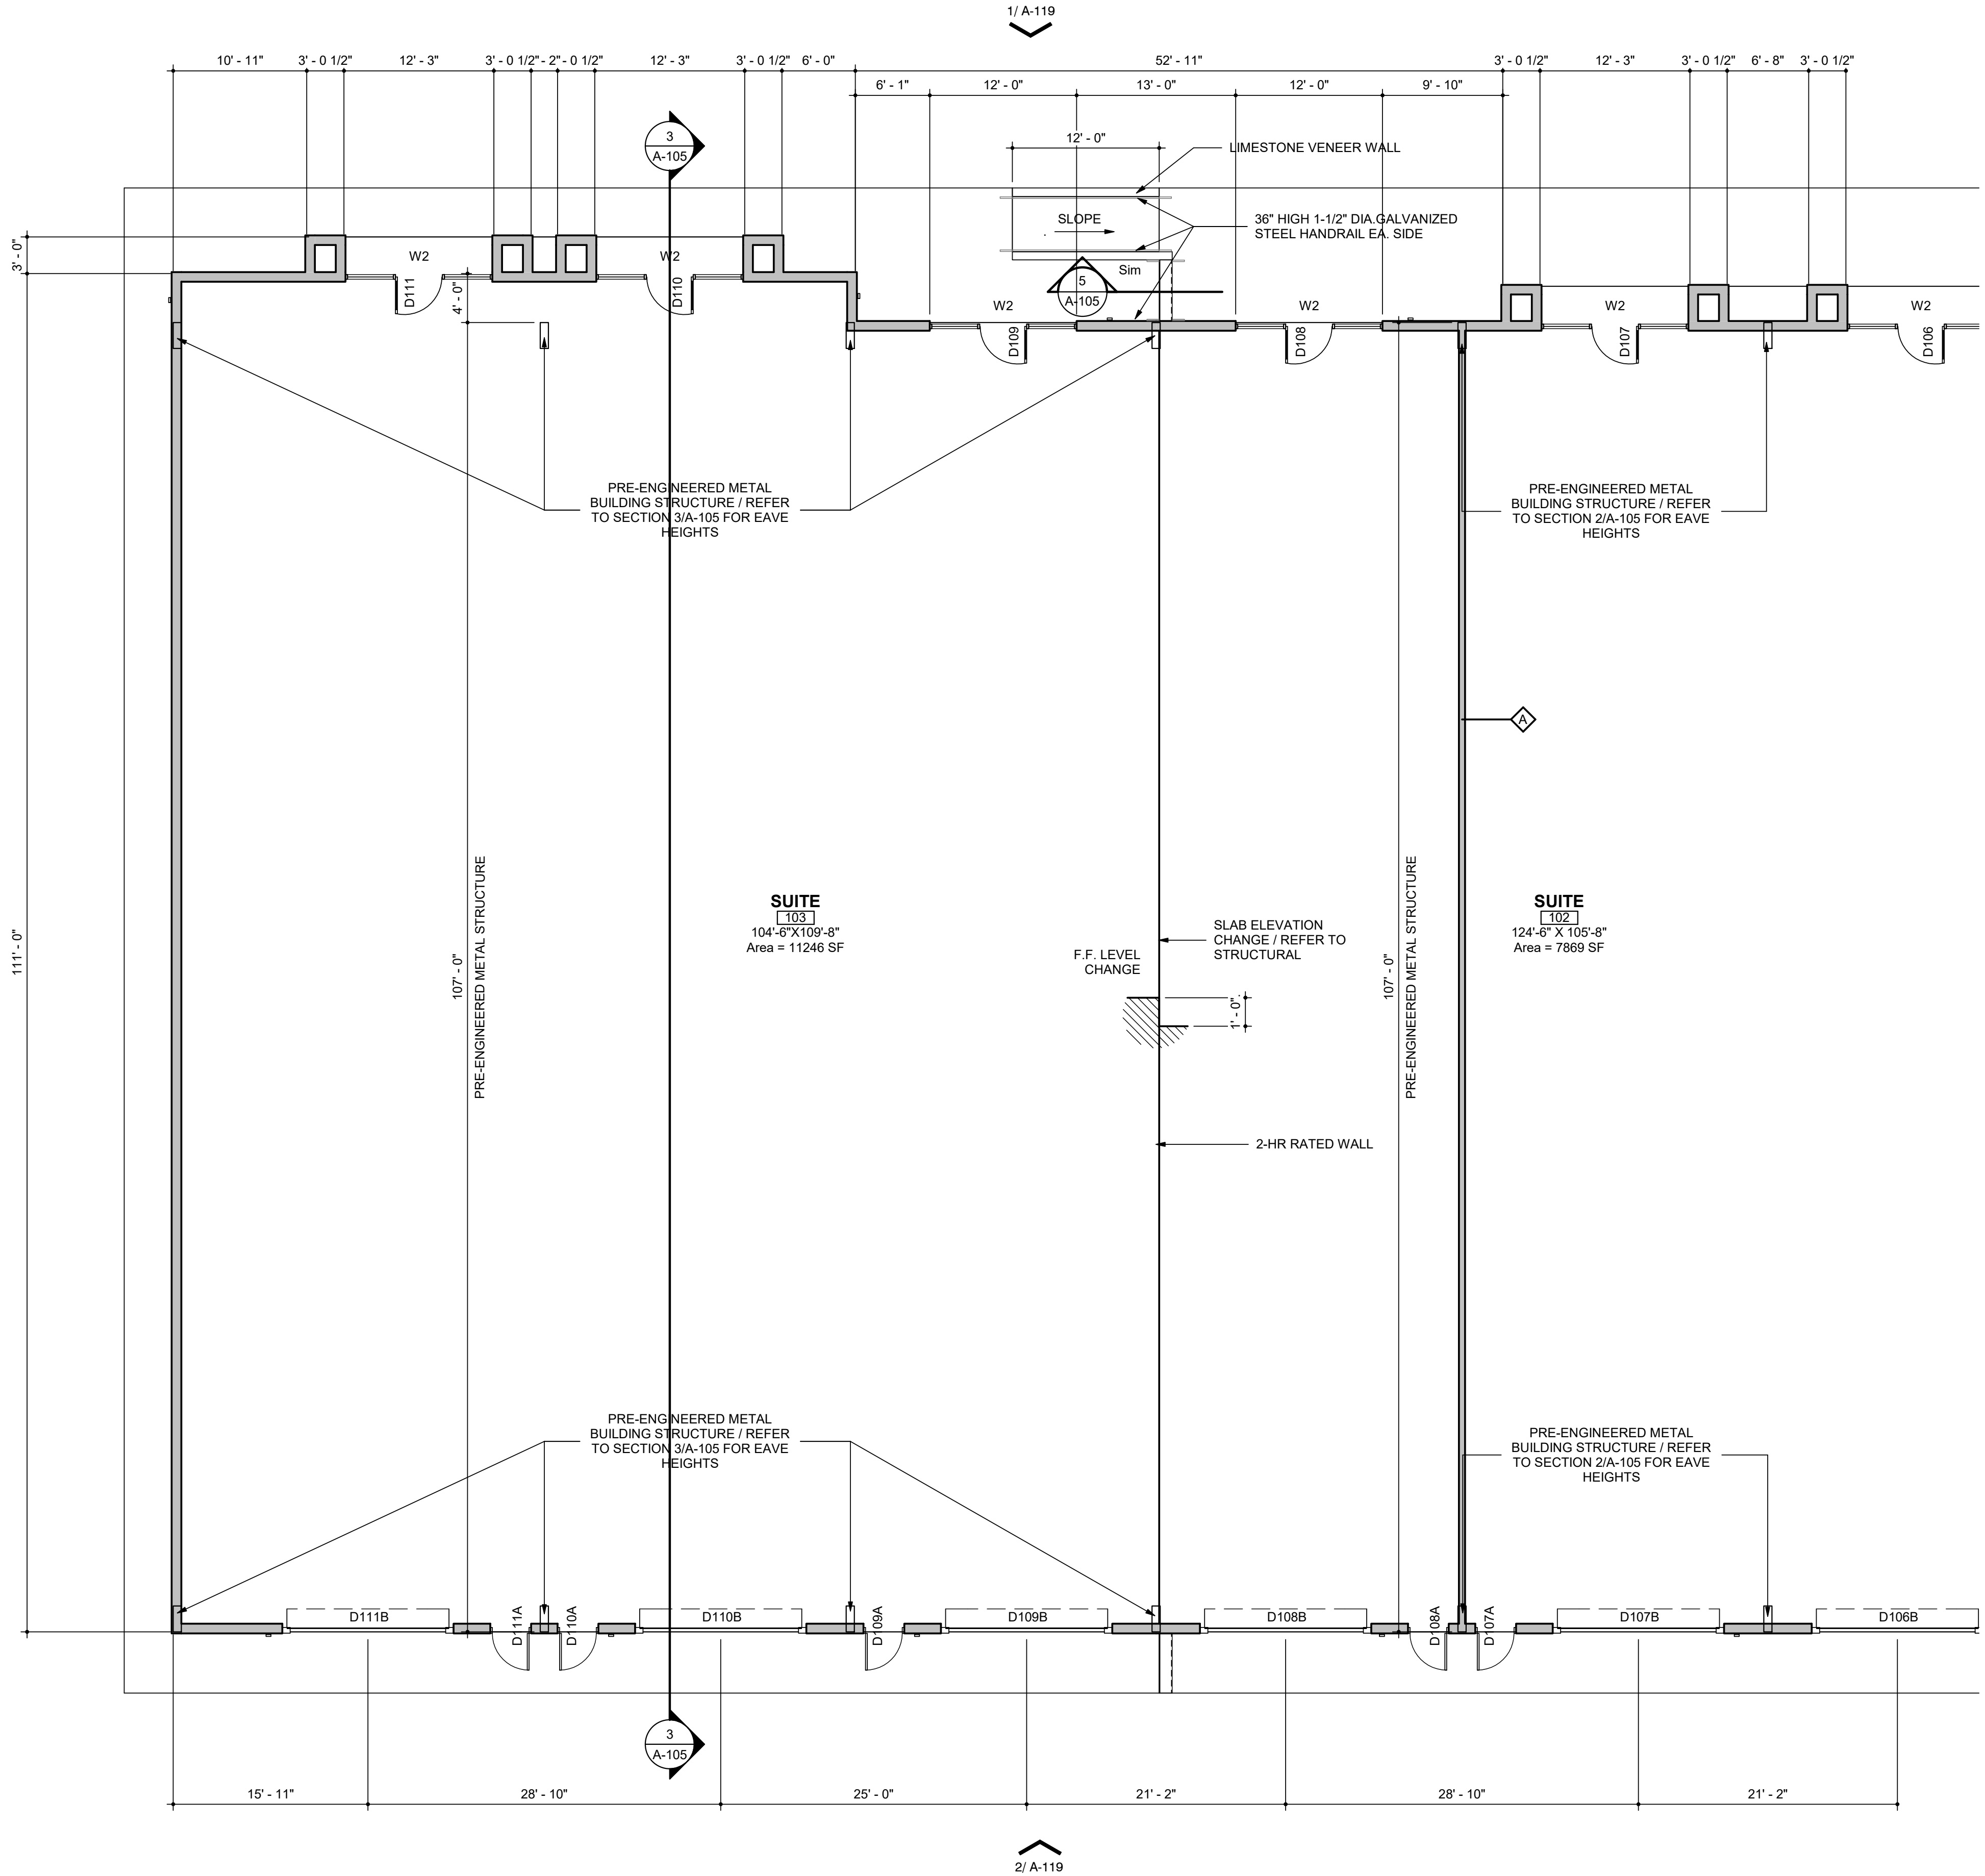 1/ A-119
10' - 11"
3' - 0 1/2"
12' - 3"
3' - 0 1/2" - 2" - 0 1/2"
12' - 3"
3' - 0 1/2"
6' - 0"
52' - 11"
3' - 0 1/2"
12' - 3"
3' - 0 1/2"
6' - 8"
3' - 0 1/2"
6' - 1"
12' - 0"
13' - 0"
12' - 0"
9' - 10"
3
A-105
12' - 0"
LIMESTONE VENEER WALL
SLOPE
36" HIGH 1-1/2" DIA.GALVANIZED
STEEL HANDRAIL EA. SIDE
3' - 0"
W2
W2
Sim
5
A-105
W2
W2
W2
W2
D111
4' - 0"
D110
D109
D108
D107
D106
PRE-ENGINEERED METAL
BUILDING STRUCTURE / REFER
TO SECTION 3/A-105 FOR EAVE
HEIGHTS
PRE-ENGINEERED METAL
BUILDING STRUCTURE / REFER
TO SECTION 2/A-105 FOR EAVE
HEIGHTS
A
111' - 0"
107' - 0"
PRE-ENGINEERED METAL STRUCTURE
SUITE
103
104'-6"X109'-8"
Area = 11246 SF
F.F. LEVEL
CHANGE
SLAB ELEVATION
CHANGE / REFER TO
STRUCTURAL
1' - 0"
107' - 0"
PRE-ENGINEERED METAL STRUCTURE
SUITE
102
124'-6" X 105'-8"
Area = 7869 SF
2-HR RATED WALL
PRE-ENGINEERED METAL
BUILDING STRUCTURE / REFER
TO SECTION 3/A-105 FOR EAVE
HEIGHTS
PRE-ENGINEERED METAL
BUILDING STRUCTURE / REFER
TO SECTION 2/A-105 FOR EAVE
HEIGHTS
D111B
D111A
D110A
D110B
D109A
D109B
D108B
D108A
D107A
D107B
D106B
3
A-105
15' - 11"
28' - 10"
25' - 0"
21' - 2"
28' - 10"
21' - 2"
2/ A-119